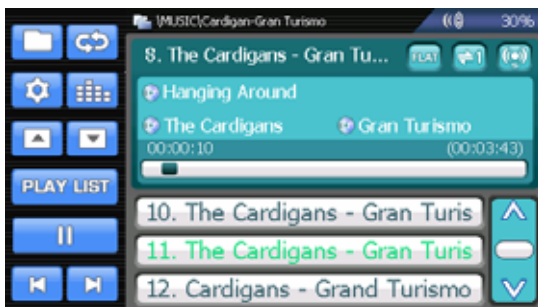 \MUSIC\Cardigan-Gran Turismo 30%
8. The Cardigans - Gran Tu... FLAT 1
Hanging Around
The Cardigans Gran Turismo
00:00:10 (00:03:43)
PLAY LIST
10. The Cardigans - Gran Turis
11. The Cardigans - Gran Turis
12. Cardigans - Grand Turismo